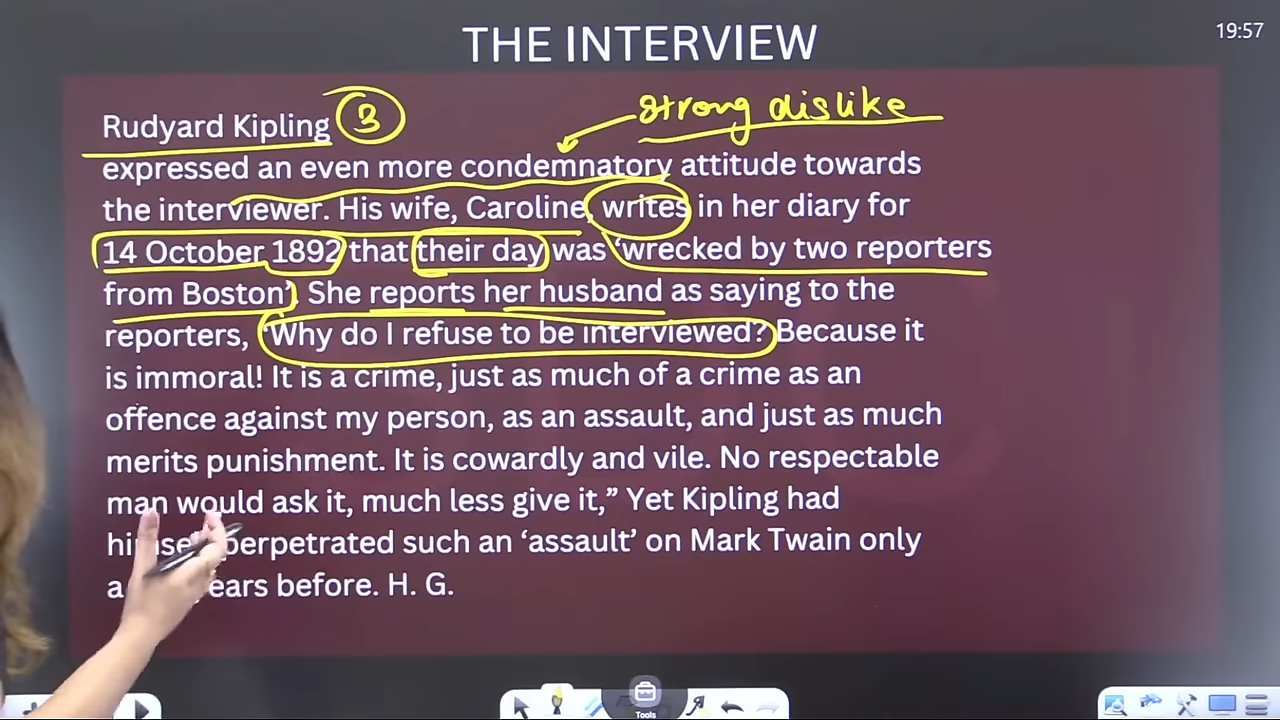 THE INTERVIEW
19:57
strong dislike
Rudyard Kipling 3
expressed an even more condemnatory attitude towards
the interviewer. His wife, Caroline, writes in her diary for
14 October 1892 that their day was ‘wrecked by two reporters
from Boston’. She reports her husband as saying to the
reporters, “Why do I refuse to be interviewed? Because it
is immoral! It is a crime, just as much of a crime as an
offence against my person, as an assault, and just as much
merits punishment. It is cowardly and vile. No respectable
man would ask it, much less give it,” Yet Kipling had
perpetrated such an ‘assault’ on Mark Twain only
a before. H. G.
Tools